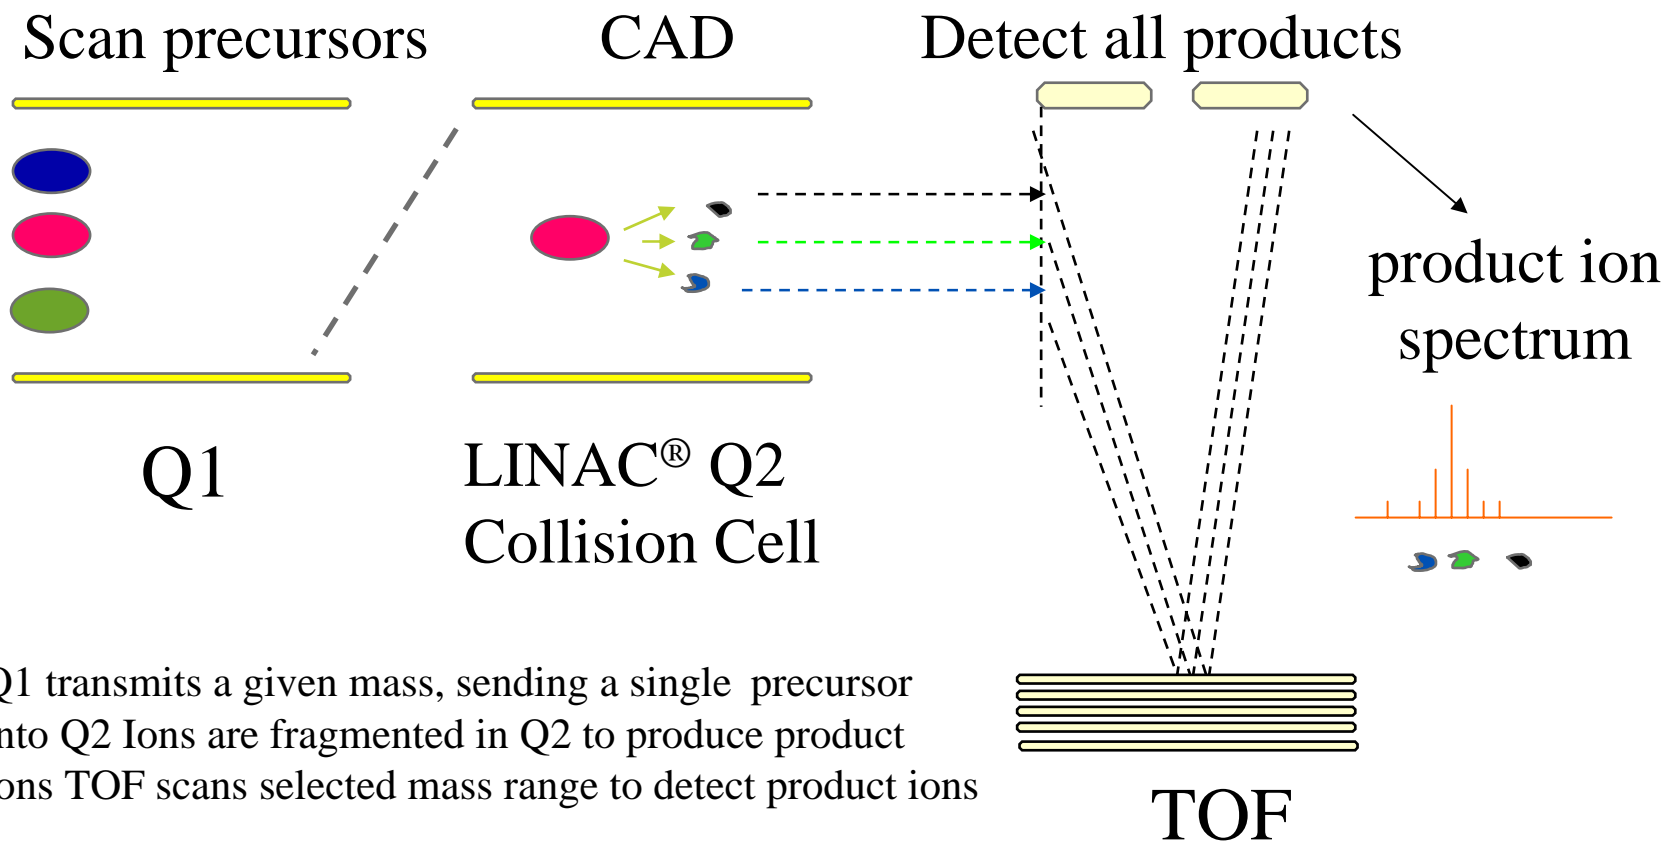 Scan precursors
CAD
Detect all products
product ion
spectrum
Q1
LINAC® Q2
Collision Cell
Q1 transmits a given mass, sending a single precursor
nto Q2 Ions are fragmented in Q2 to produce product
ons TOF scans selected mass range to detect product ions
TOF